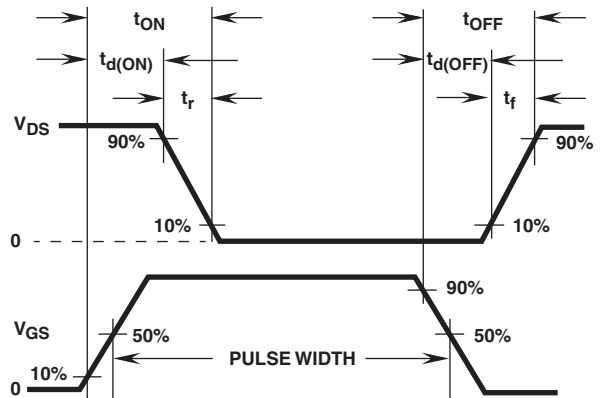 tON
tOFF
td(ON)
td(OFF)
tr
tf
VDS
90%
90%
10%
10%
0
90%
VGS
50%
50%
10%
PULSE WIDTH
0